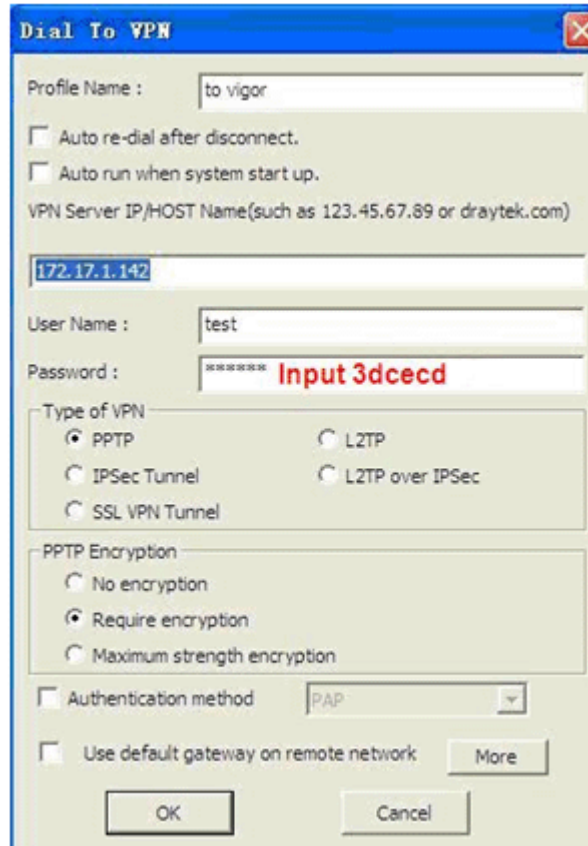 Dial To VPN
Profile Name : to vigor
Auto re-dial after disconnect.
Auto run when system start up.
VPN Server IP/HOST Name(such as 123.45.67.89 or draytek.com)
172.17.1.142
User Name : test
Password : ****** Input 3dcecd
Type of VPN
PPTP L2TP
IPSec Tunnel L2TP over IPSec
SSL VPN Tunnel
PPTP Encryption
No encryption
Require encryption
Maximum strength encryption
Authentication method PAP
Use default gateway on remote network More
OK Cancel